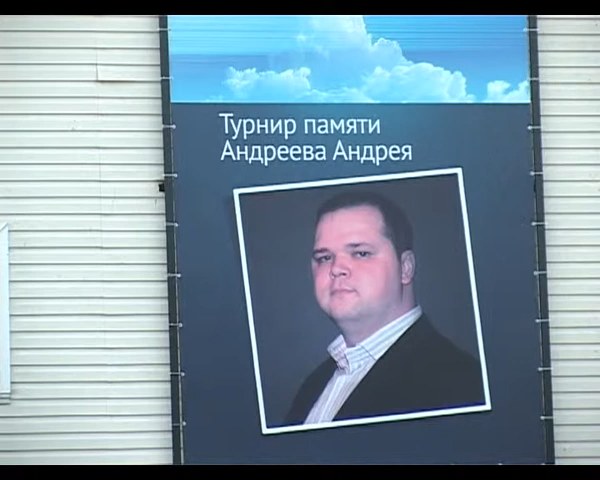 Турнир памяти
Андреева Андрея